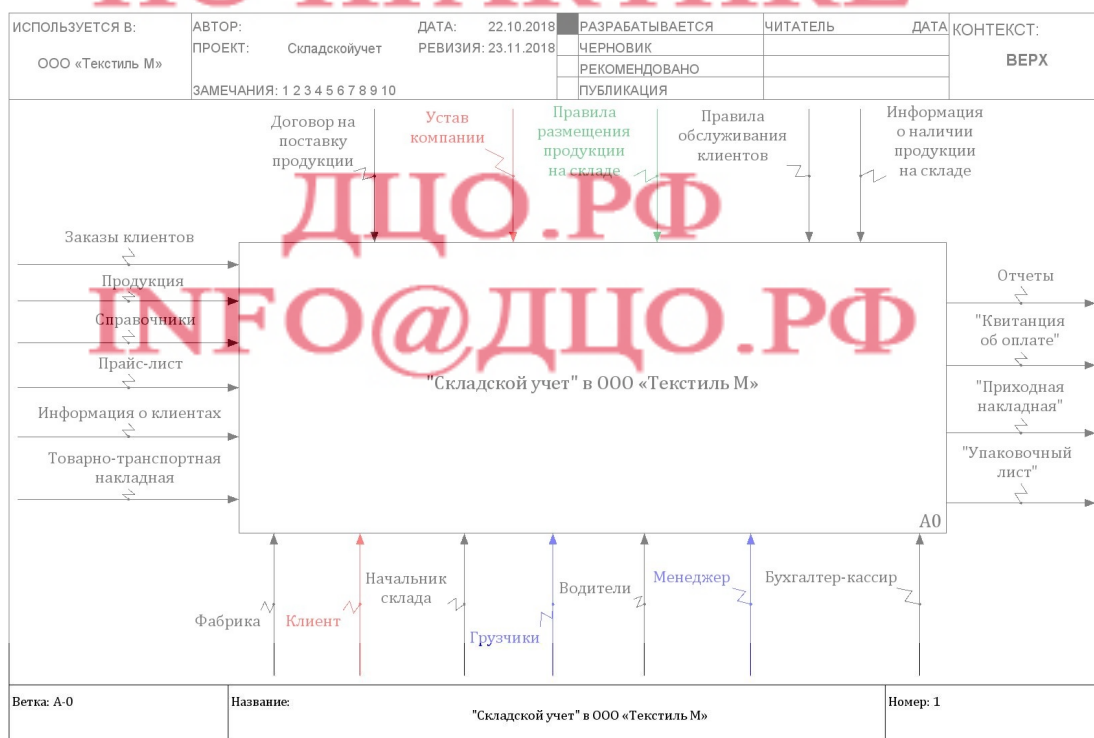 ПО ПРАКТИКЕ
ИСПОЛЬЗУЕТСЯ В:
ООО «Текстиль М»
АВТОР:
ДАТА: 22.10.2018
ПРОЕКТ: Складскойучет
РЕВИЗИЯ: 23.11.2018
ЗАМЕЧАНИЯ: 1 2 3 4 5 6 7 8 9 10
РАЗРАБАТЫВАЕТСЯ
ЧЕРНОВИК
РЕКОМЕНДОВАНО
ПУБЛИКАЦИЯ
ЧИТАТЕЛЬ
ДАТА
КОНТЕКСТ:
ВЕРХ
Договор на
поставку
продукции
Устав
компании
Правила
размещения
продукции
на складе
Правила
обслуживания
клиентов
Информация
о наличии
продукции
на складе
ДЦО.РФ
INFO@ДЦО.РФ
Заказы клиентов
Продукция
Справочники
Прайс-лист
Информация о клиентах
Товарно-транспортная
накладная
"Складской учет" в ООО «Текстиль М»
A0
Отчеты
"Квитанция
об оплате"
"Приходная
накладная"
"Упаковочный
лист"
Фабрика
Клиент
Начальник
склада
Грузчики
Водители
Менеджер
Бухгалтер-кассир
Ветка: A-0
Название:
"Складской учет" в ООО «Текстиль М»
Номер: 1